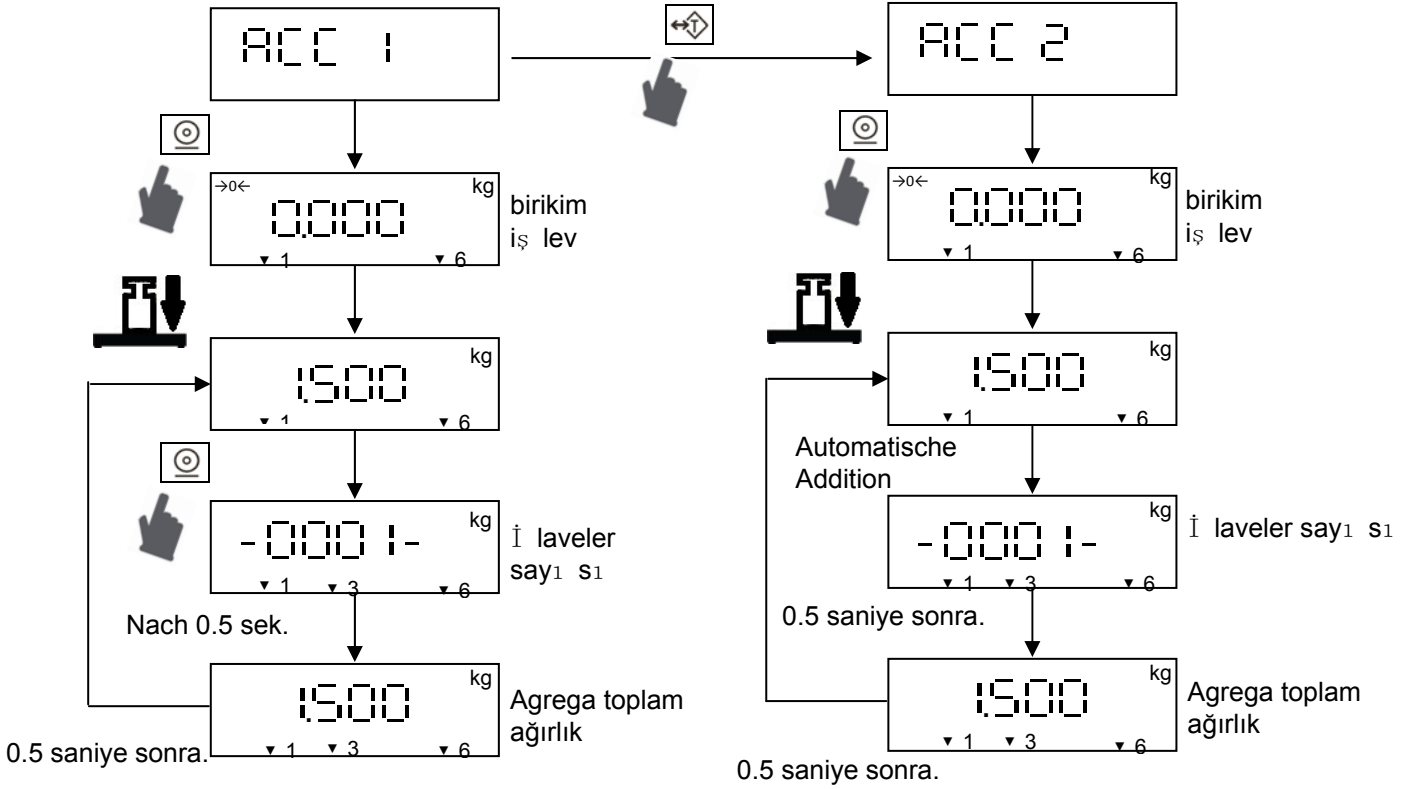 ACC 1
T
ACC 2
→0← kg
0.000
▼ 1 ▼ 6
birikim
iş lev
→0← kg
0.000
▼ 1 ▼ 6
birikim
iş lev
kg
1.500
▼ 1 ▼ 6
kg
1.500
▼ 1 ▼ 6
Automatische
Addition
kg
-0001-
▼ 1 ▼ 3 ▼ 6
İ laveler
sayı sı
kg
-0001-
▼ 1 ▼ 3 ▼ 6
İ laveler sayı sı
Nach 0.5 sek.
0.5 saniye sonra.
kg
1.500
▼ 1 ▼ 3 ▼ 6
Agrega toplam
ağırlık
0.5 saniye sonra.
kg
1.500
▼ 1 ▼ 3 ▼ 6
Agrega toplam
ağırlık
0.5 saniye sonra.